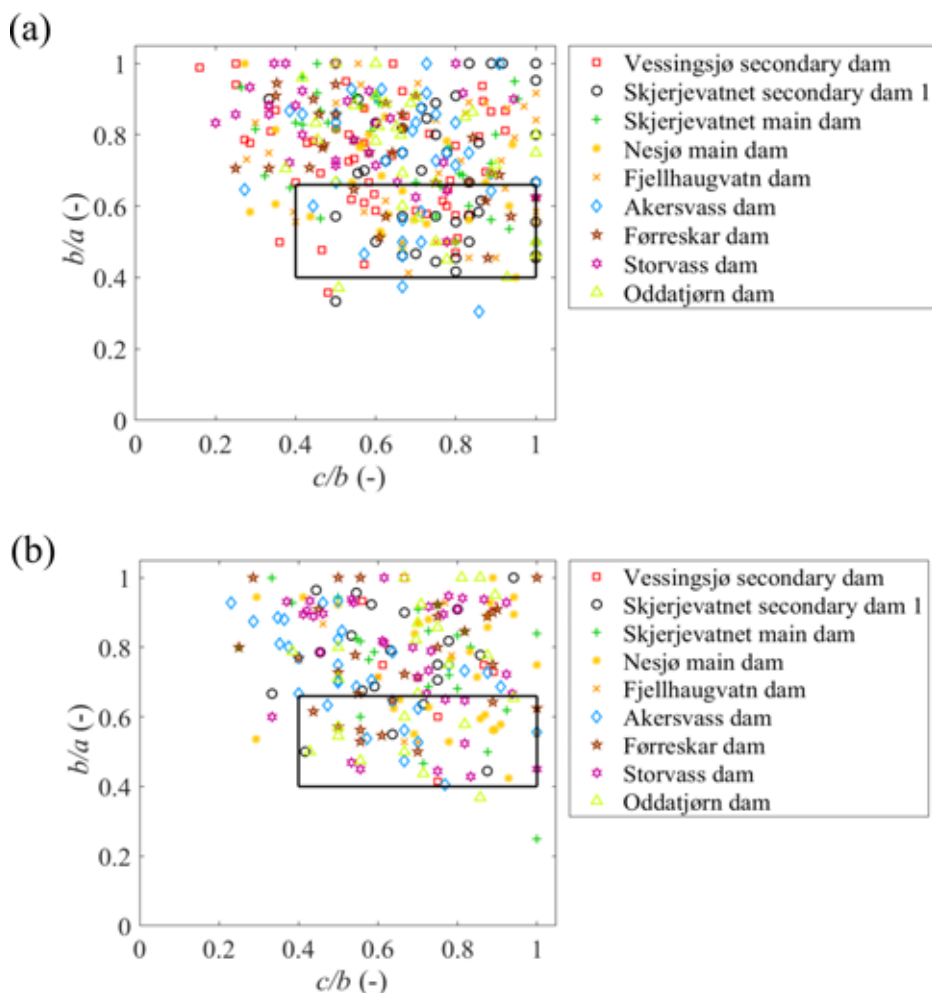 (a)
1
0.8
0.6
0.4
0.2
0
b/a (-)
0 0.2 0.4 0.6 0.8 1
c/b (-)
Vessingsjø secondary dam
Skjerjevatnet secondary dam 1
Skjerjevatnet main dam
Nesjø main dam
Fjellhaugvatn dam
Akersvass dam
Førreskar dam
Storvass dam
Oddatjørn dam
(b)
1
0.8
0.6
0.4
0.2
0
b/a (-)
0 0.2 0.4 0.6 0.8 1
c/b (-)
Vessingsjø secondary dam
Skjerjevatnet secondary dam 1
Skjerjevatnet main dam
Nesjø main dam
Fjellhaugvatn dam
Akersvass dam
Førreskar dam
Storvass dam
Oddatjørn dam